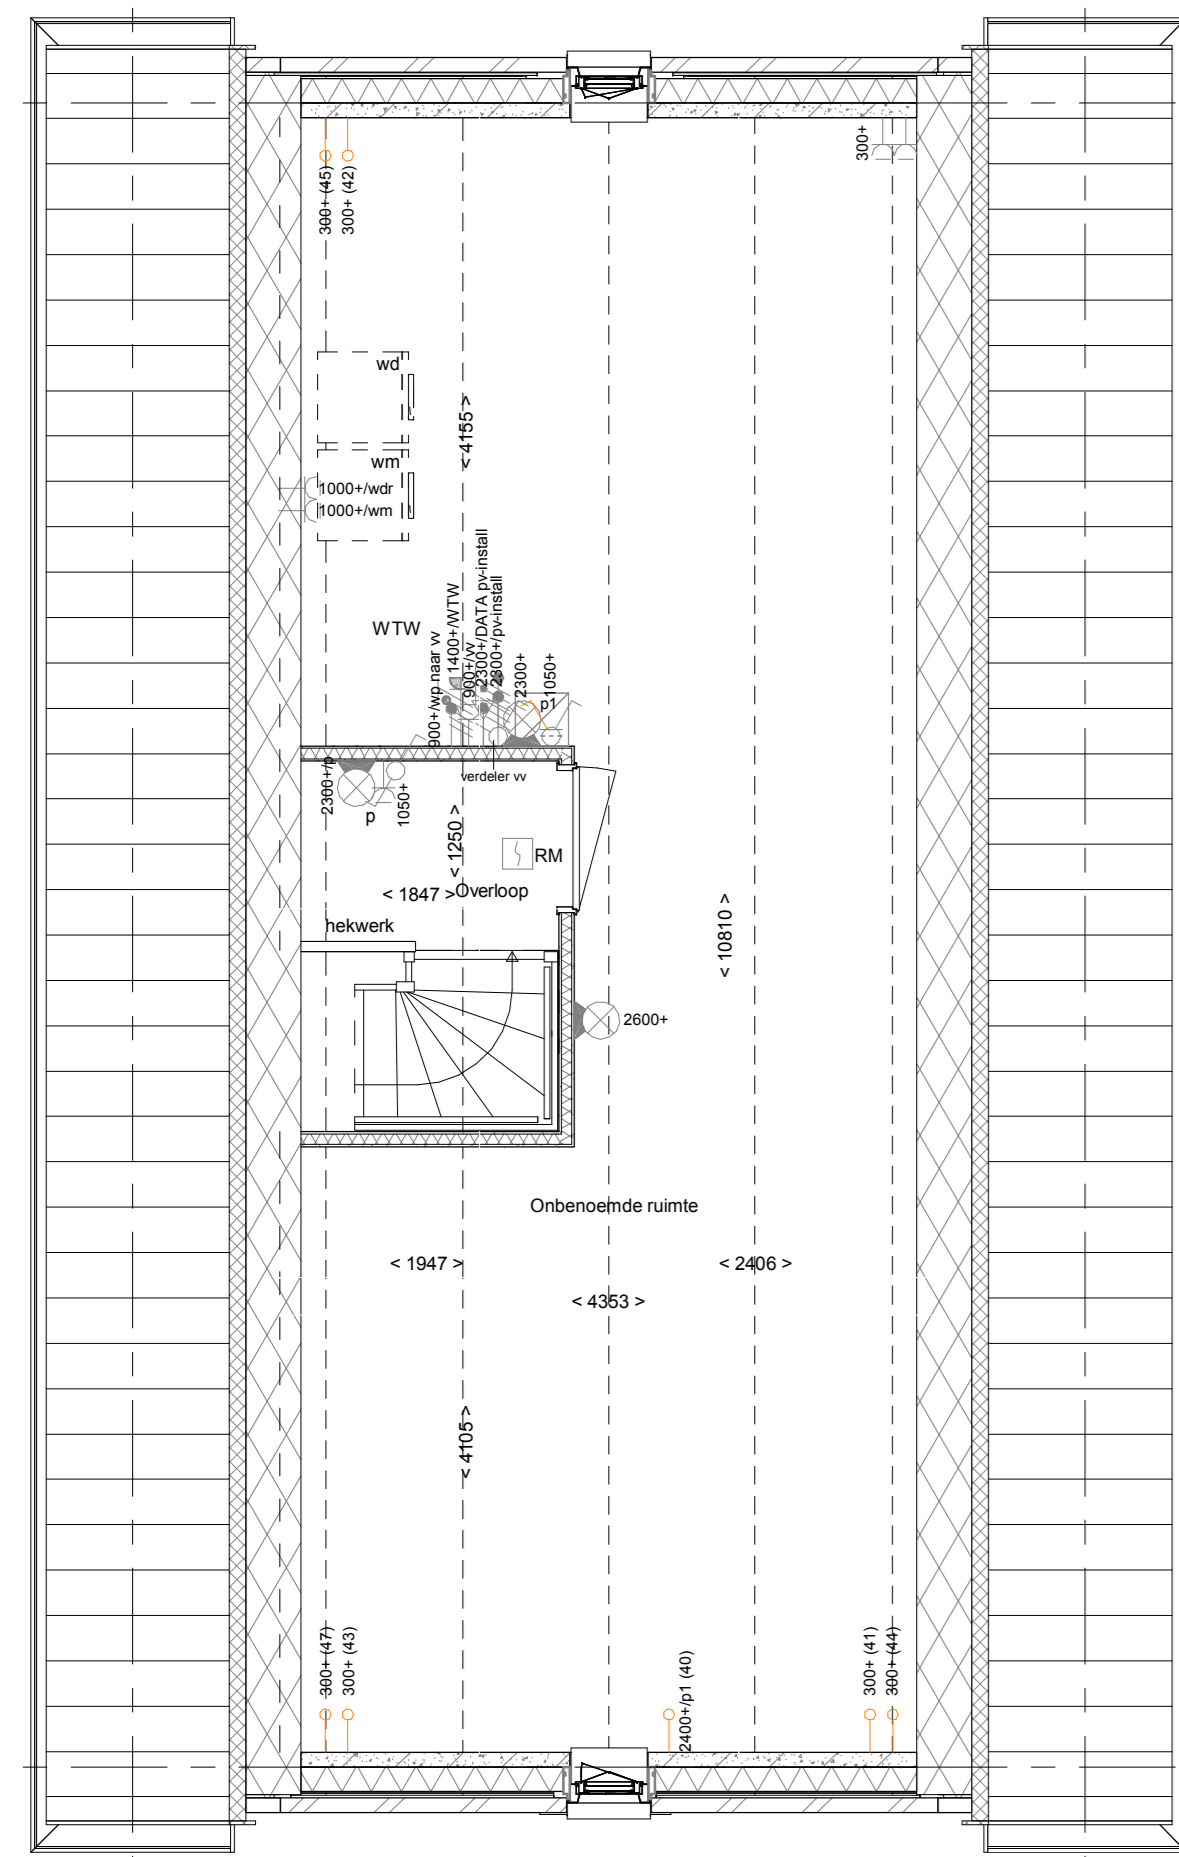 300+ (45)
300+ (42)
300+
wd
< 4155 >
wm
1000+/wdr
1000+/wm
WTW
900+/wp naar vv
1400+/WTW
900+/vv
2300+/DATA pv-install
2300+/pv-install
2300+
1050+
p1
verdeler vv
2300+/p
p
1050+
< 1250 >
RM
< 1847 >
Overloop
hekwerk
< 10810 >
2600+
Onbenoemde ruimte
< 1947 >
< 2406 >
< 4353 >
< 4105 >
300+ (47)
300+ (43)
2400+/p1 (40)
300+ (41)
300+ (44)